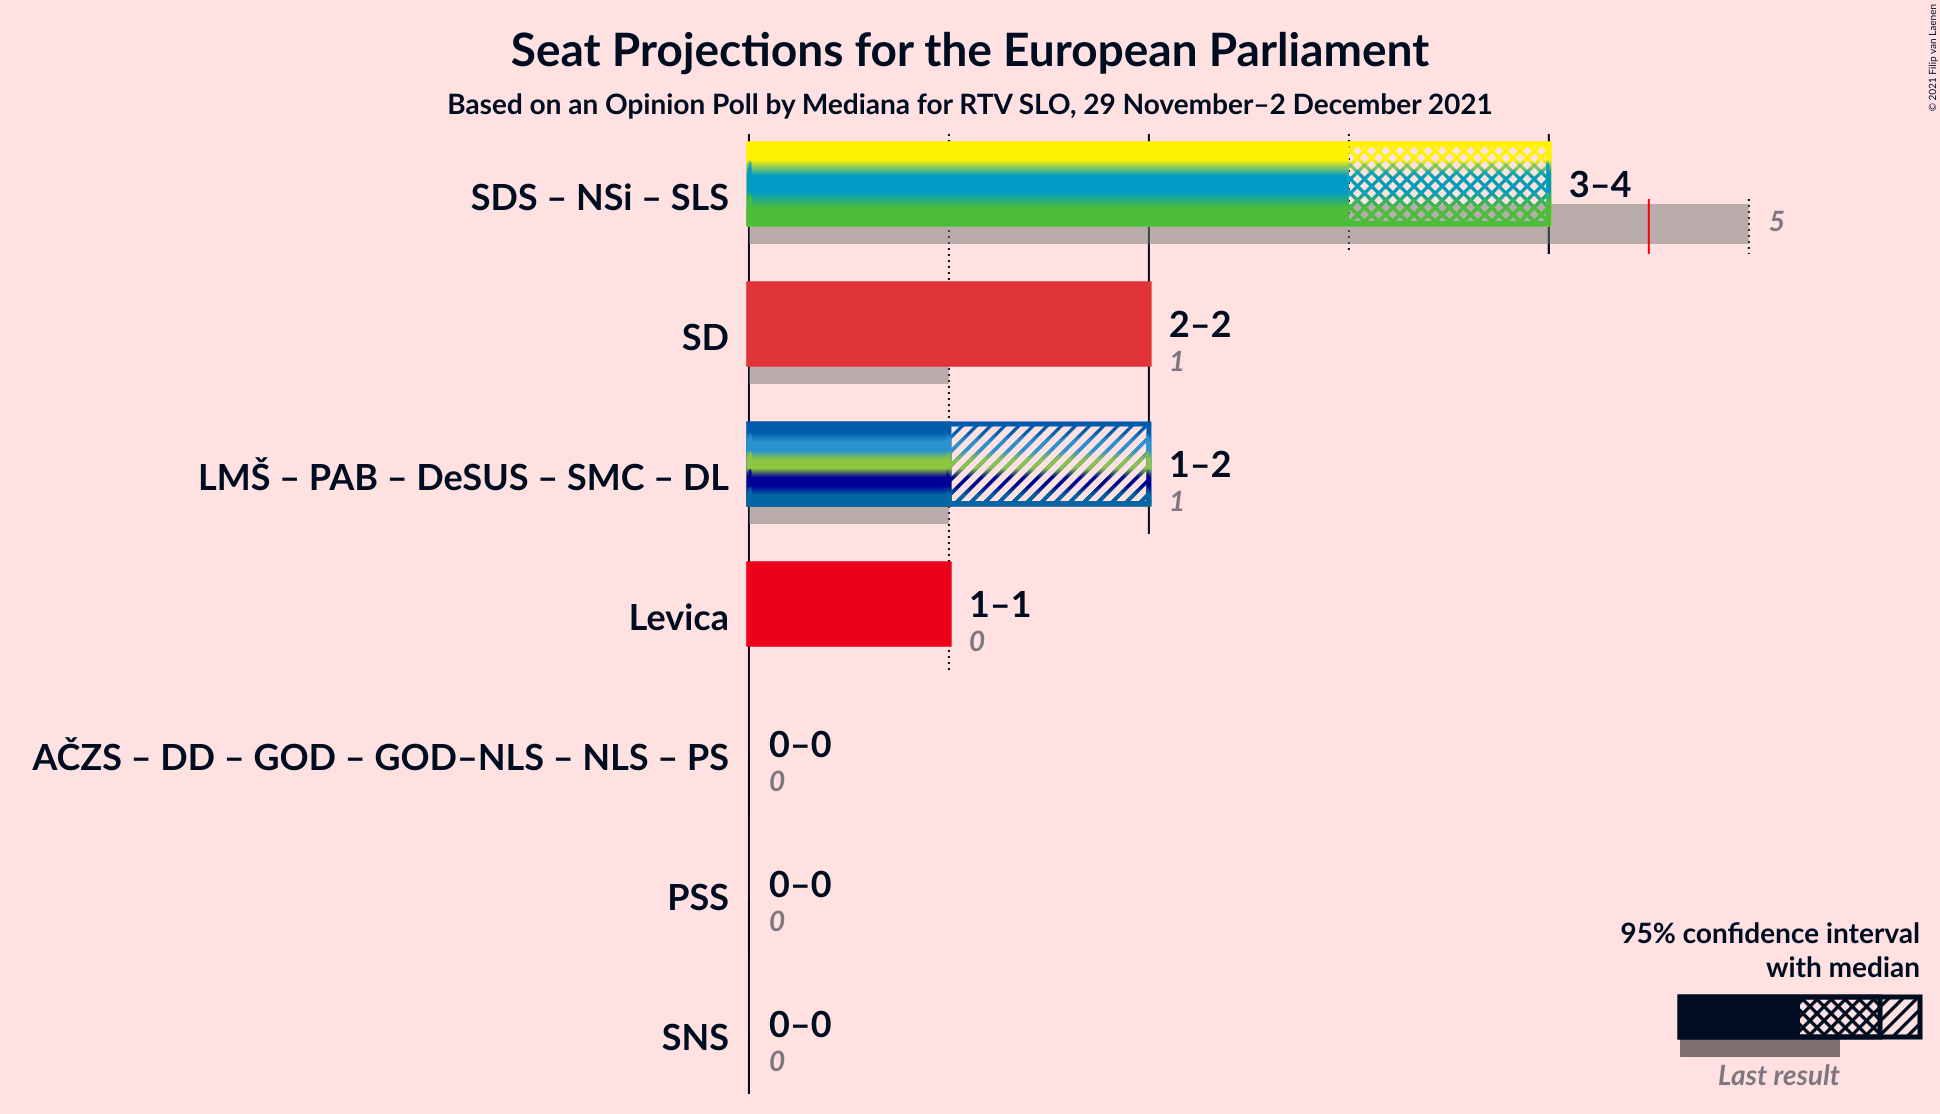 Seat Projections for the European Parliament
Based on an Opinion Poll by Mediana for RTV SLO, 29 November–2 December 2021
© 2021 Filip van Laenen
SDS – NSi – SLS
3–4
5
SD
2–2
1
LMŠ – PAB – DeSUS – SMC – DL
1–2
1
Levica
1–1
0
AČZS – DD – GOD – GOD–NLS – NLS – PS
0–0
0
PSS
0–0
0
SNS
0–0
0
95% confidence interval
with median
Last result